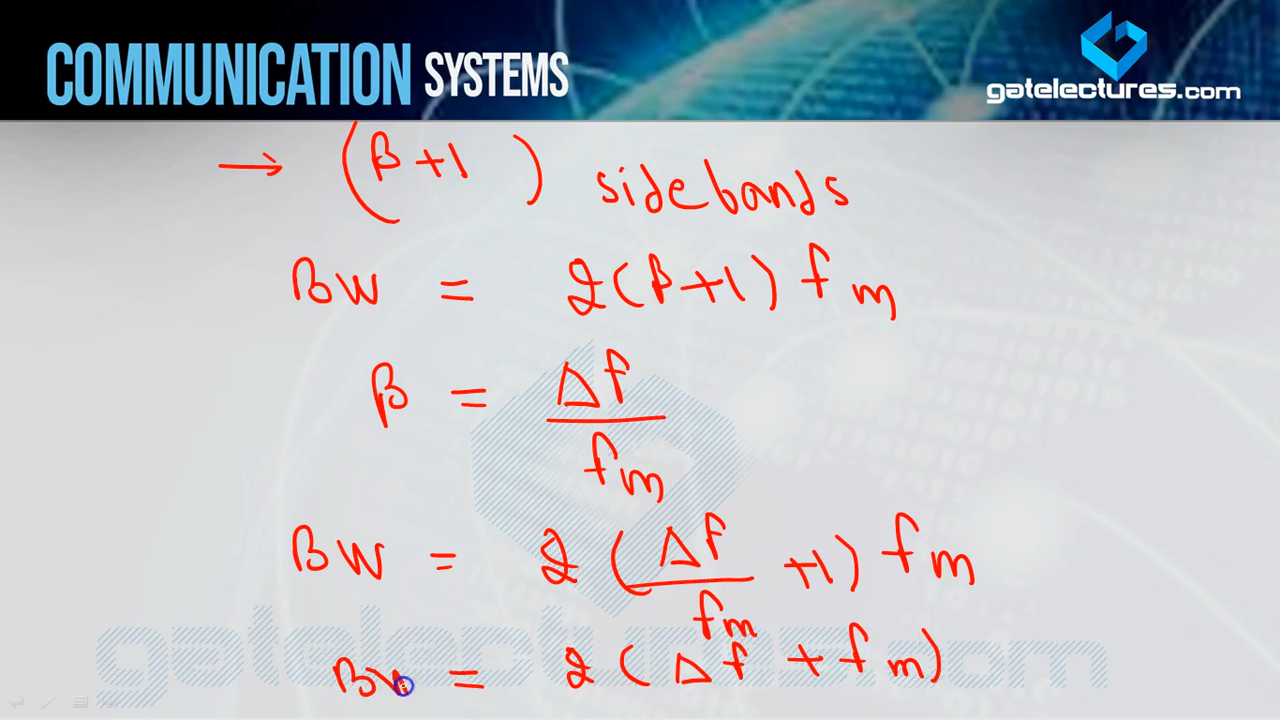 COMMUNICATION SYSTEMS
gatelectures.com
→ (β+1) sidebands
BW = 2(β+1) fm
β = Δf / fm
BW = 2 (Δf / fm +1) fm
BW = 2 (Δf + fm)
gatelectures.com